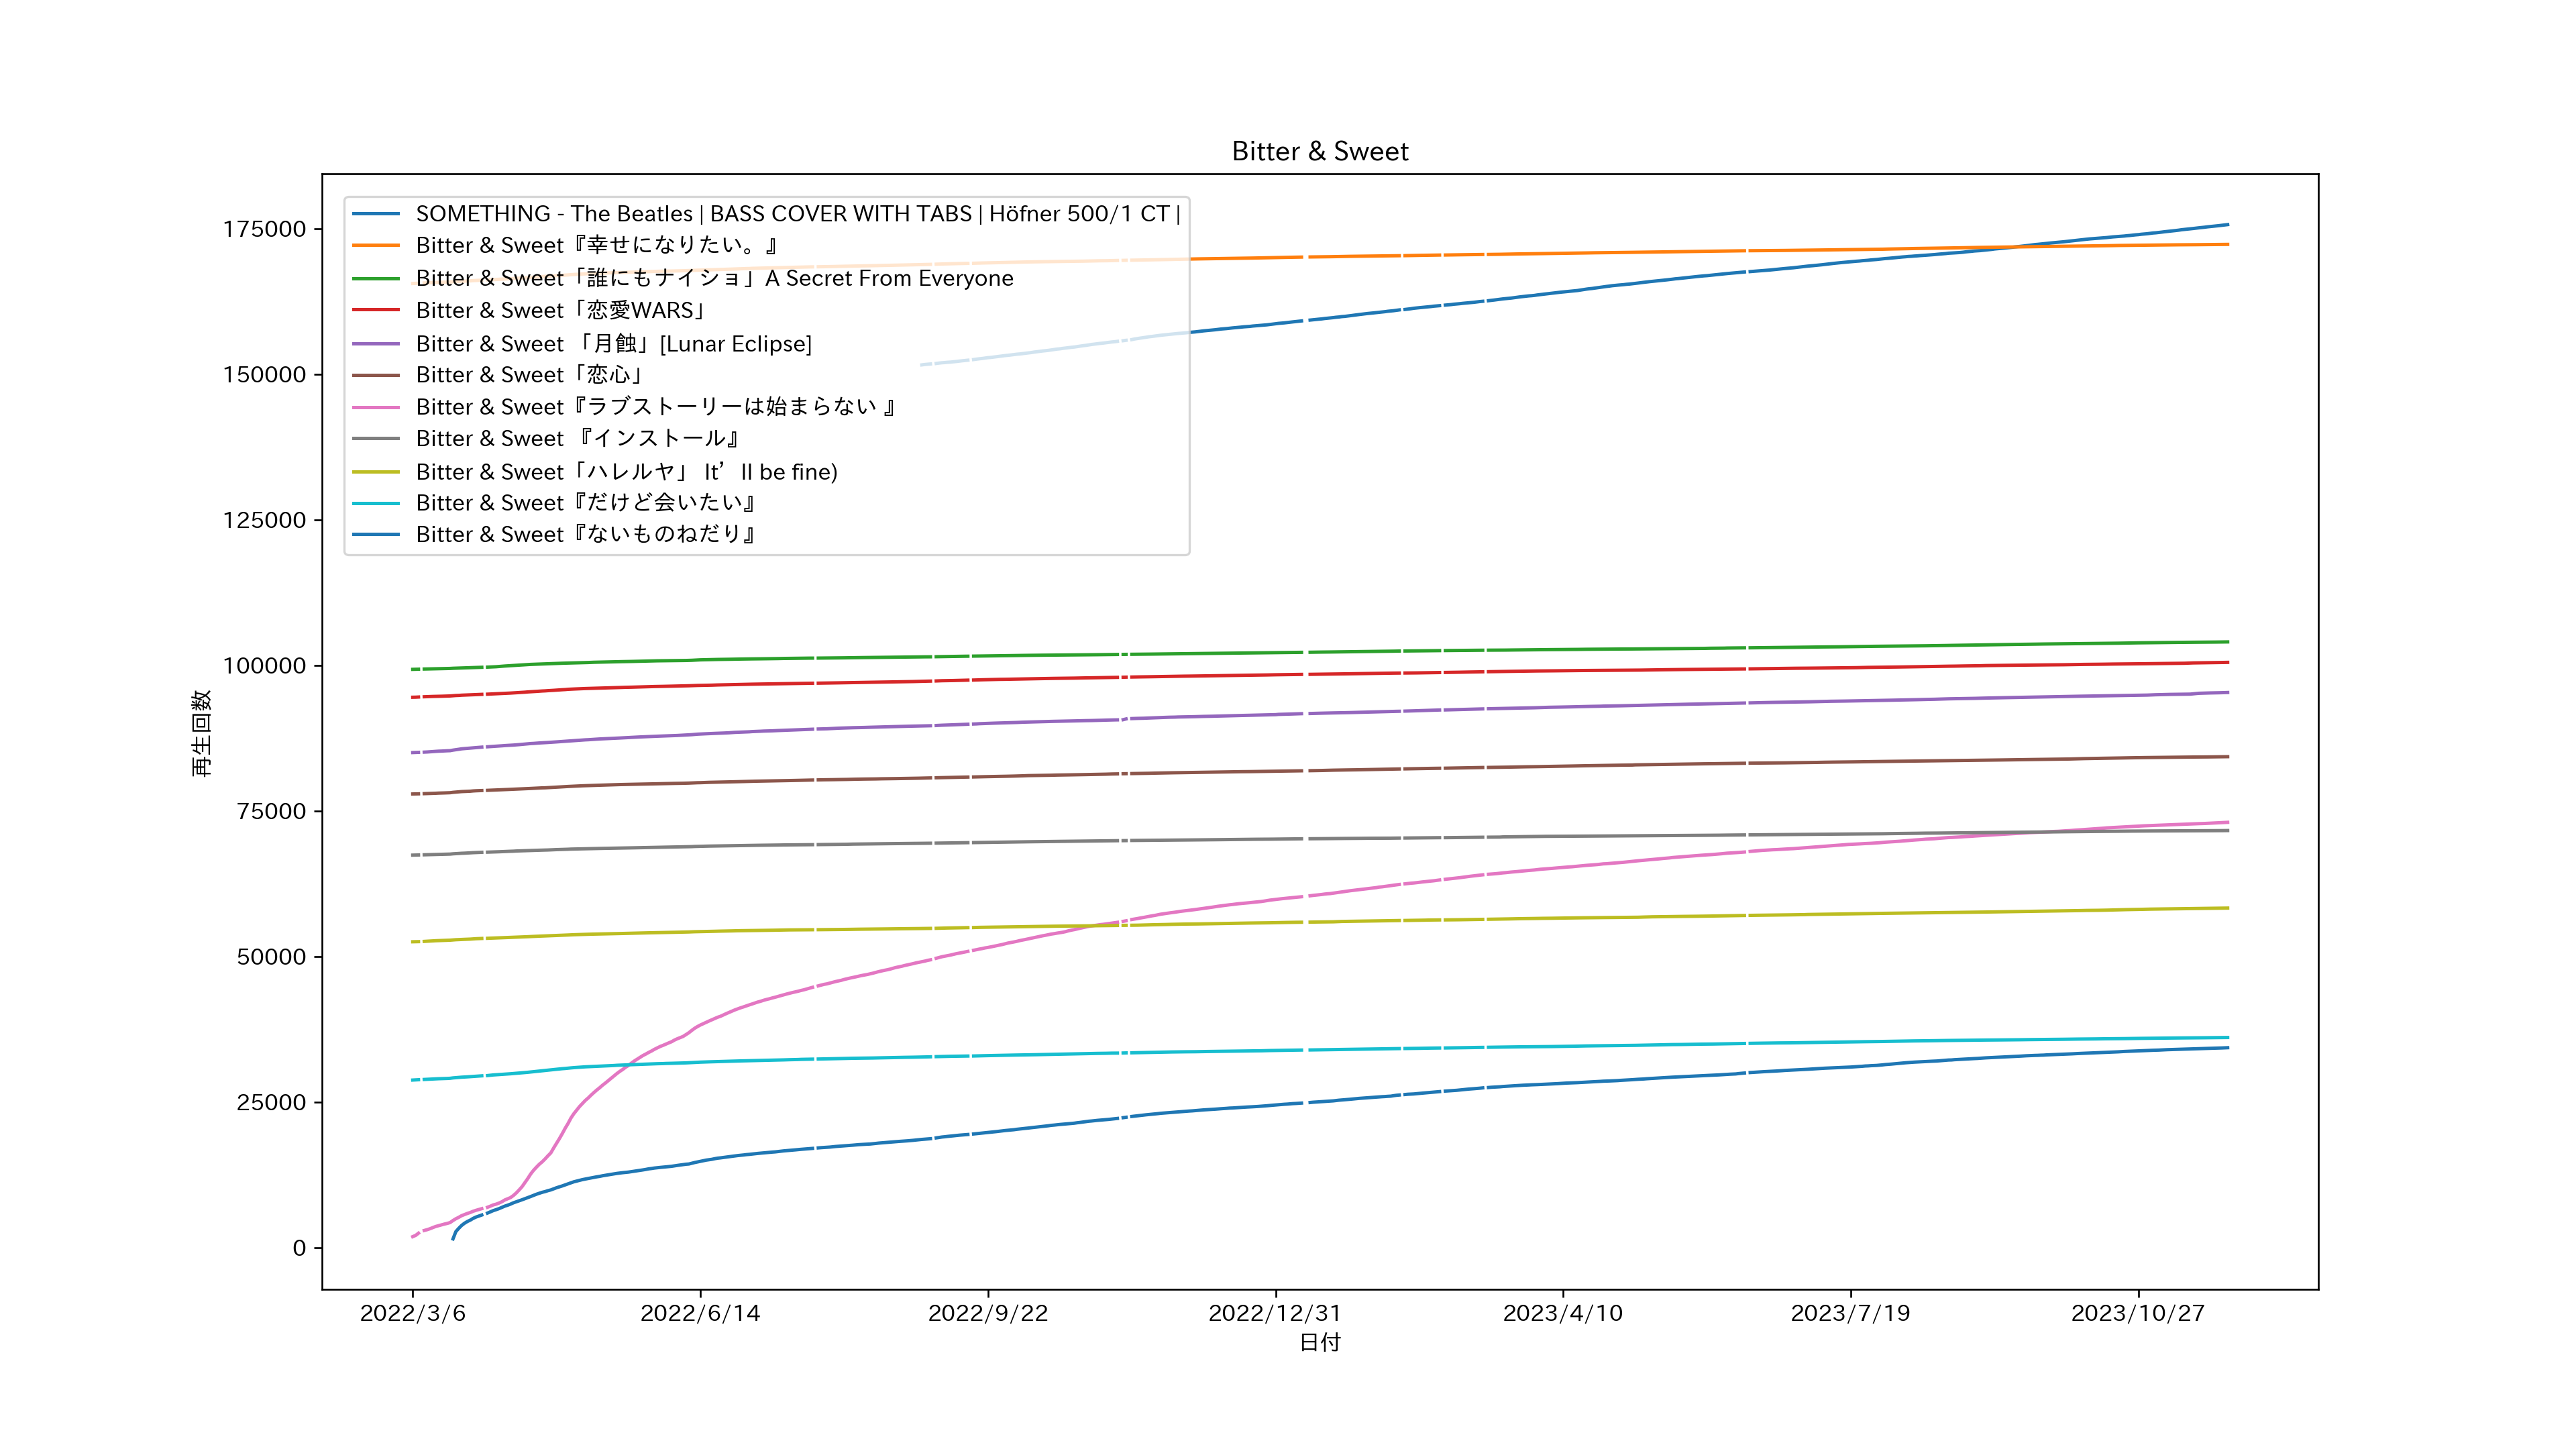 Bitter & Sweet
175000
150000
125000
100000
75000
50000
25000
0
再生回数
SOMETHING - The Beatles | BASS COVER WITH TABS | Höfner 500/1 CT |
Bitter & Sweet『幸せになりたい。』
Bitter & Sweet「誰にもナイショ」A Secret From Everyone
Bitter & Sweet「恋愛WARS」
Bitter & Sweet 「月蝕」[Lunar Eclipse]
Bitter & Sweet「恋心」
Bitter & Sweet『ラブストーリーは始まらない 』
Bitter & Sweet 『インストール』
Bitter & Sweet「ハレルヤ」 It’ll be fine)
Bitter & Sweet『だけど会いたい』
Bitter & Sweet『ないものねだり』
2022/3/6 2022/6/14 2022/9/22 2022/12/31 2023/4/10 2023/7/19 2023/10/27
日付